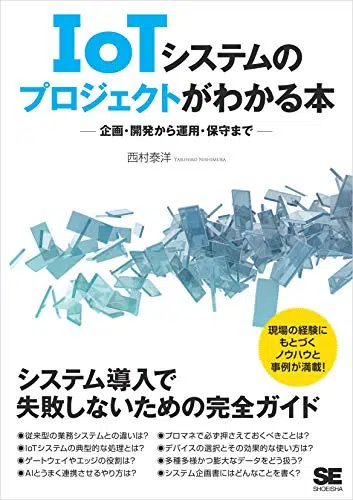 IoTシステムの
プロジェクトがわかる本
企画・開発から運用・保守まで
西村泰洋 YASUHIRO NISHIMURA
現場の経験に
もとづく
ノウハウと
事例が満載!
システム導入で
失敗しないための完全ガイド
●従来型の業務システムとの違いは?
●IoTシステムの典型的な処理とは?
●ゲートウェイやエッジの役割は?
●AIとうまく連携させるやり方は?
●プロマネで必ず押さえておくべきことは?
●デバイスの選択とその効果的な使い方は?
●多種多様かつ膨大なデータをどう扱う?
●システム企画書にはどんなことを書く?
SE
SHOEISHA